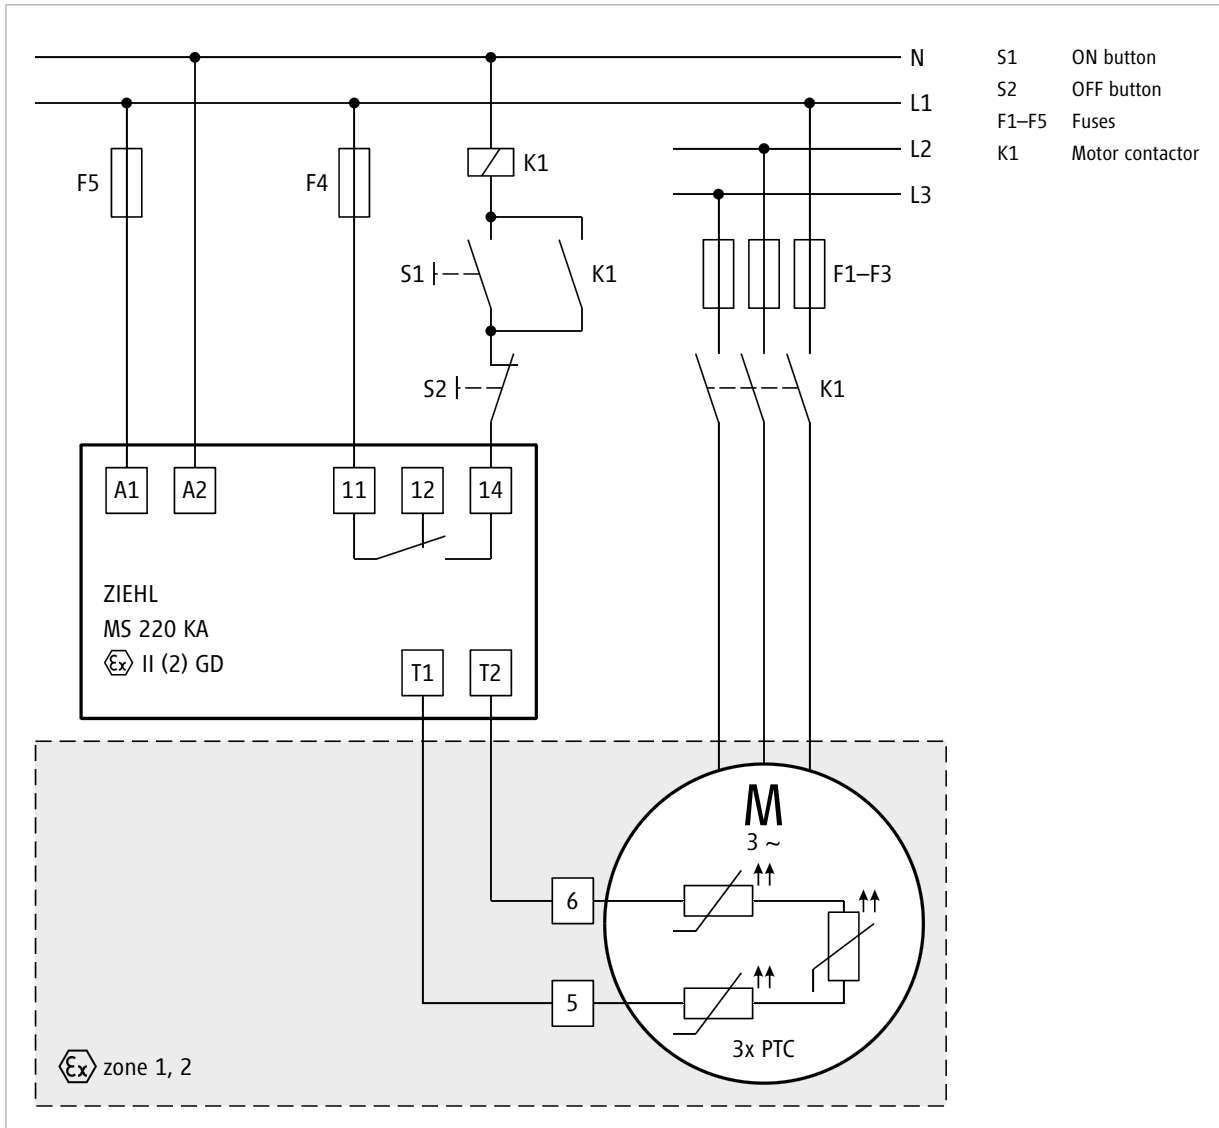 N
S1 ON button
L1
S2 OFF button
F1–F5 Fuses
L2
K1 Motor contactor
K1
F5
F4
L3
S1
K1
F1–F3
S2
K1
A1
A2
11
12
14
ZIEHL
MS 220 KA
Ex II (2) GD
T1
T2
M
3 ~
6
5
3x PTC
Ex zone 1, 2